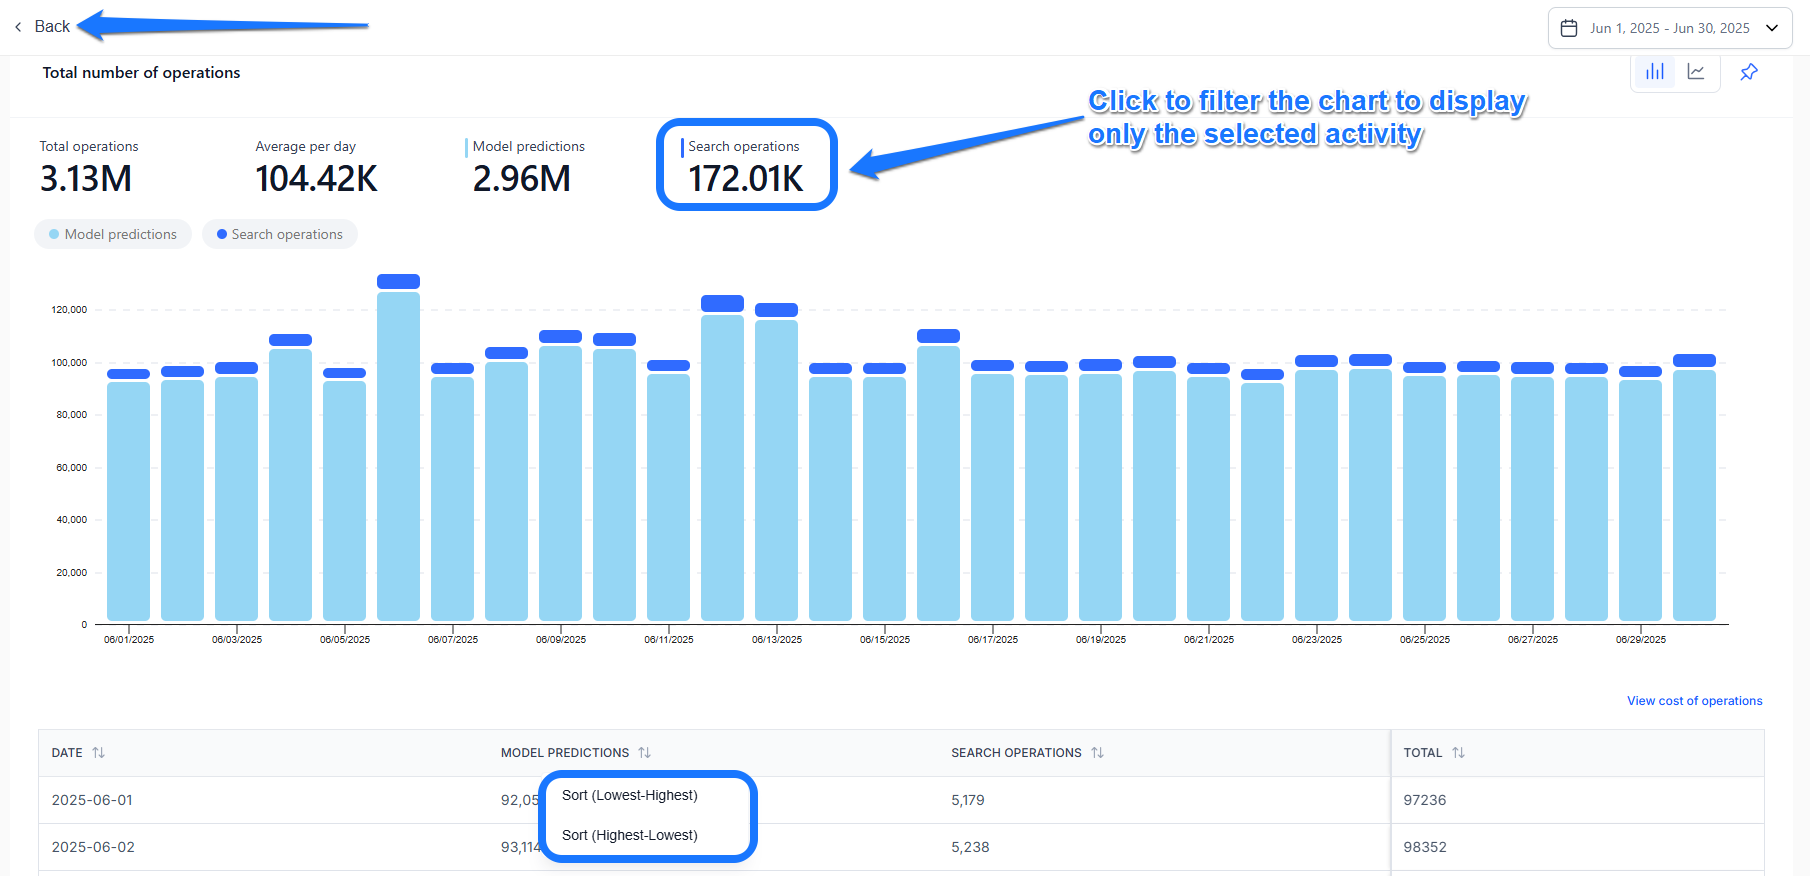 Back
Jun 1, 2025 - Jun 30, 2025
Total number of operations
Click to filter the chart to display
only the selected activity
Total operations
3.13M
Average per day
104.42K
Model predictions
2.96M
Search operations
172.01K
Model predictions
Search operations
120,000
100,000
80,000
60,000
40,000
20,000
0
06/01/2025 06/03/2025 06/05/2025 06/07/2025 06/09/2025 06/11/2025 06/13/2025 06/15/2025 06/17/2025 06/19/2025 06/21/2025 06/23/2025 06/25/2025 06/27/2025 06/29/2025
View cost of operations
DATE MODEL PREDICTIONS SEARCH OPERATIONS TOTAL
2025-06-01 92,05 5,179 97236
Sort (Lowest-Highest)
Sort (Highest-Lowest)
2025-06-02 93,114 5,238 98352